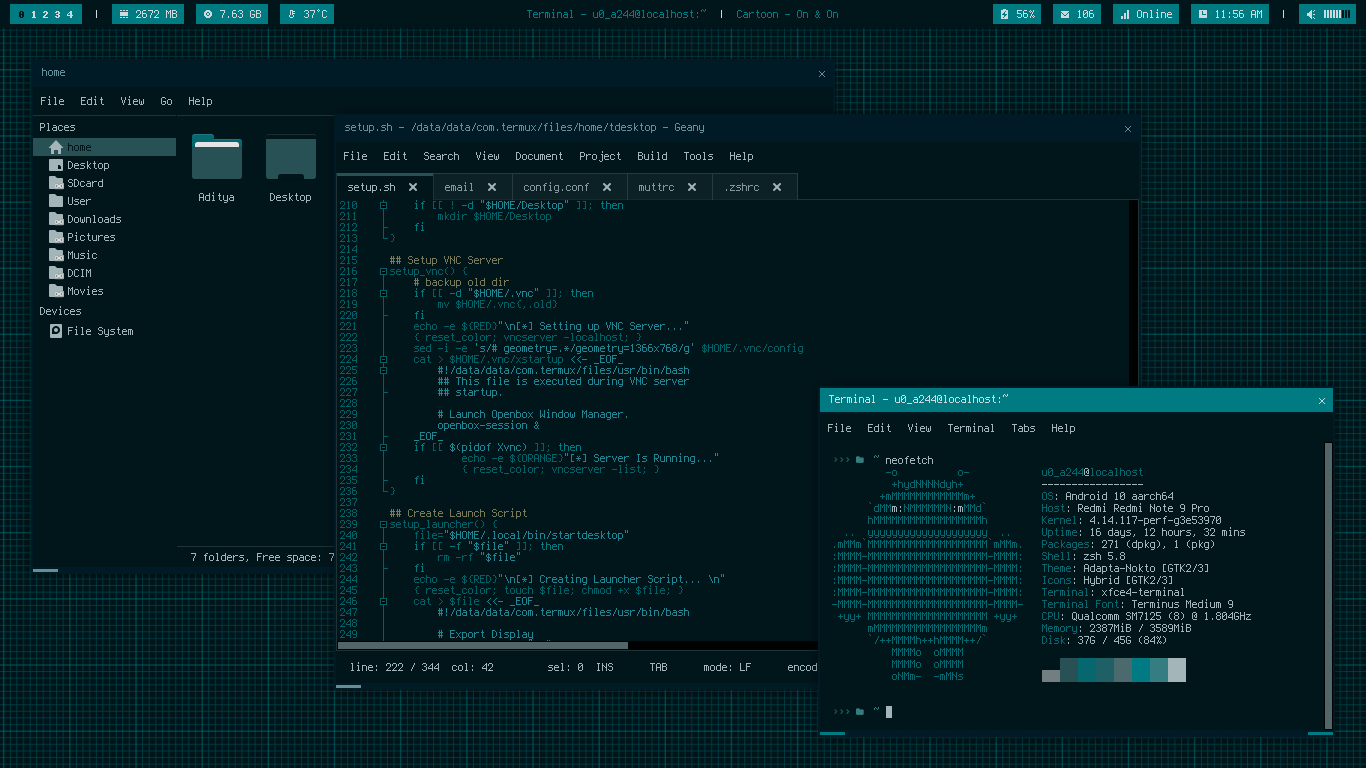 0 1 2 3 4 | 2672 MB 7.63 GB 37°C Terminal - u0_a244@localhost:~ | Cartoon - On & On 56% 106 Online 11:56 AM |
home
File Edit View Go Help
Places
home
Desktop
SDcard
User
Downloads
Pictures
Music
DCIM
Movies
Devices
File System
Aditya Desktop
7 folders, Free space: 7
setup.sh - /data/data/com.termux/files/home/tdesktop - Geany
File Edit Search View Document Project Build Tools Help
setup.sh email config.conf muttrc .zshrc
210 if [[ ! -d "$HOME/Desktop" ]]; then
211 mkdir $HOME/Desktop
212 fi
213 }
214
215 ## Setup VNC Server
216 setup_vnc() {
217 # backup old dir
218 if [[ -d "$HOME/.vnc" ]]; then
219 mv $HOME/.vnc{,.old}
220 fi
221 echo -e ${RED}"\n[*] Setting up VNC Server..."
222 { reset_color; vncserver -localhost; }
223 sed -i -e 's/# geometry=.*/geometry=1366x768/g' $HOME/.vnc/config
224 cat > $HOME/.vnc/xstartup <<- _EOF_
225 #!/data/data/com.termux/files/usr/bin/bash
226 ## This file is executed during VNC server
227 ## startup.
228
229 # Launch Openbox Window Manager.
230 openbox-session &
231 _EOF_
232 if [[ $(pidof Xvnc) ]]; then
233 echo -e ${ORANGE}"[*] Server Is Running..."
234 { reset_color; vncserver -list; }
235 fi
236 }
237
238 ## Create Launch Script
239 setup_launcher() {
240 file="$HOME/.local/bin/startdesktop"
241 if [[ -f "$file" ]]; then
242 rm -rf "$file"
243 fi
244 echo -e ${RED}"\n[*] Creating Launcher Script... \n"
245 { reset_color; touch $file; chmod +x $file; }
246 cat > $file <<- _EOF_
247 #!/data/data/com.termux/files/usr/bin/bash
248
249 # Export Display
line: 222 / 344 col: 42 sel: 0 INS TAB mode: LF encod
Terminal - u0_a244@localhost:~
File Edit View Terminal Tabs Help
>>> ~ neofetch
u0_a244@localhost
-----------------
OS: Android 10 aarch64
Host: Redmi Redmi Note 9 Pro
Kernel: 4.14.117-perf-g3e53970
Uptime: 16 days, 12 hours, 32 mins
Packages: 271 (dpkg), 1 (pkg)
Shell: zsh 5.8
Theme: Adapta-Nokto [GTK2/3]
Icons: Hybrid [GTK2/3]
Terminal: xfce4-terminal
Terminal Font: Terminus Medium 9
CPU: Qualcomm SM7125 (8) @ 1.804GHz
Memory: 2387MiB / 3589MiB
Disk: 37G / 45G (84%)
>>> ~